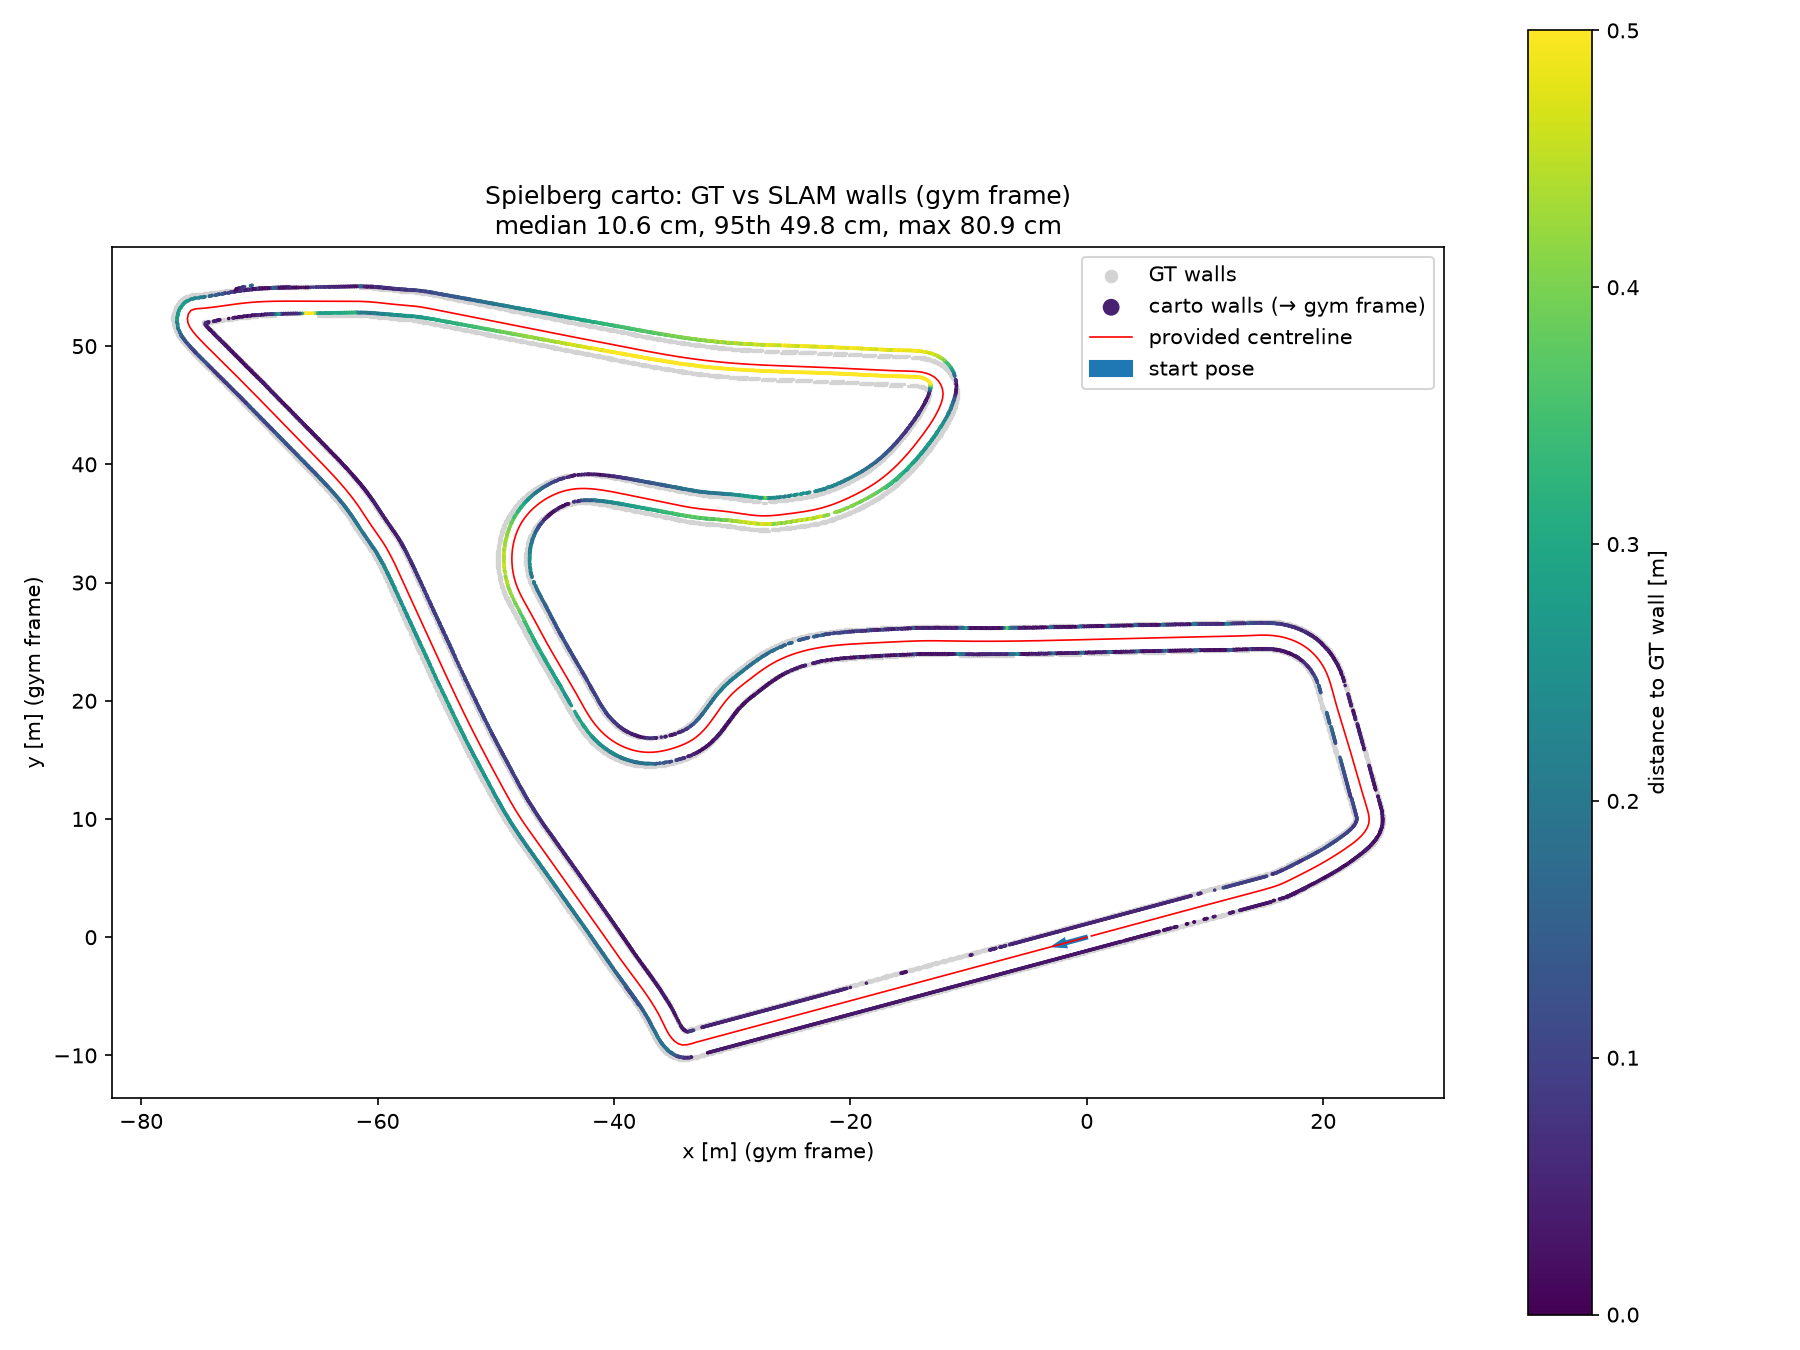 Spielberg carto: GT vs SLAM walls (gym frame)
median 10.6 cm, 95th 49.8 cm, max 80.9 cm
GT walls
carto walls (→ gym frame)
provided centreline
start pose
y [m] (gym frame)
50
40
30
20
10
0
−10
−80
−60
−40
−20
0
20
x [m] (gym frame)
0.5
0.4
0.3
0.2
0.1
0.0
distance to GT wall [m]